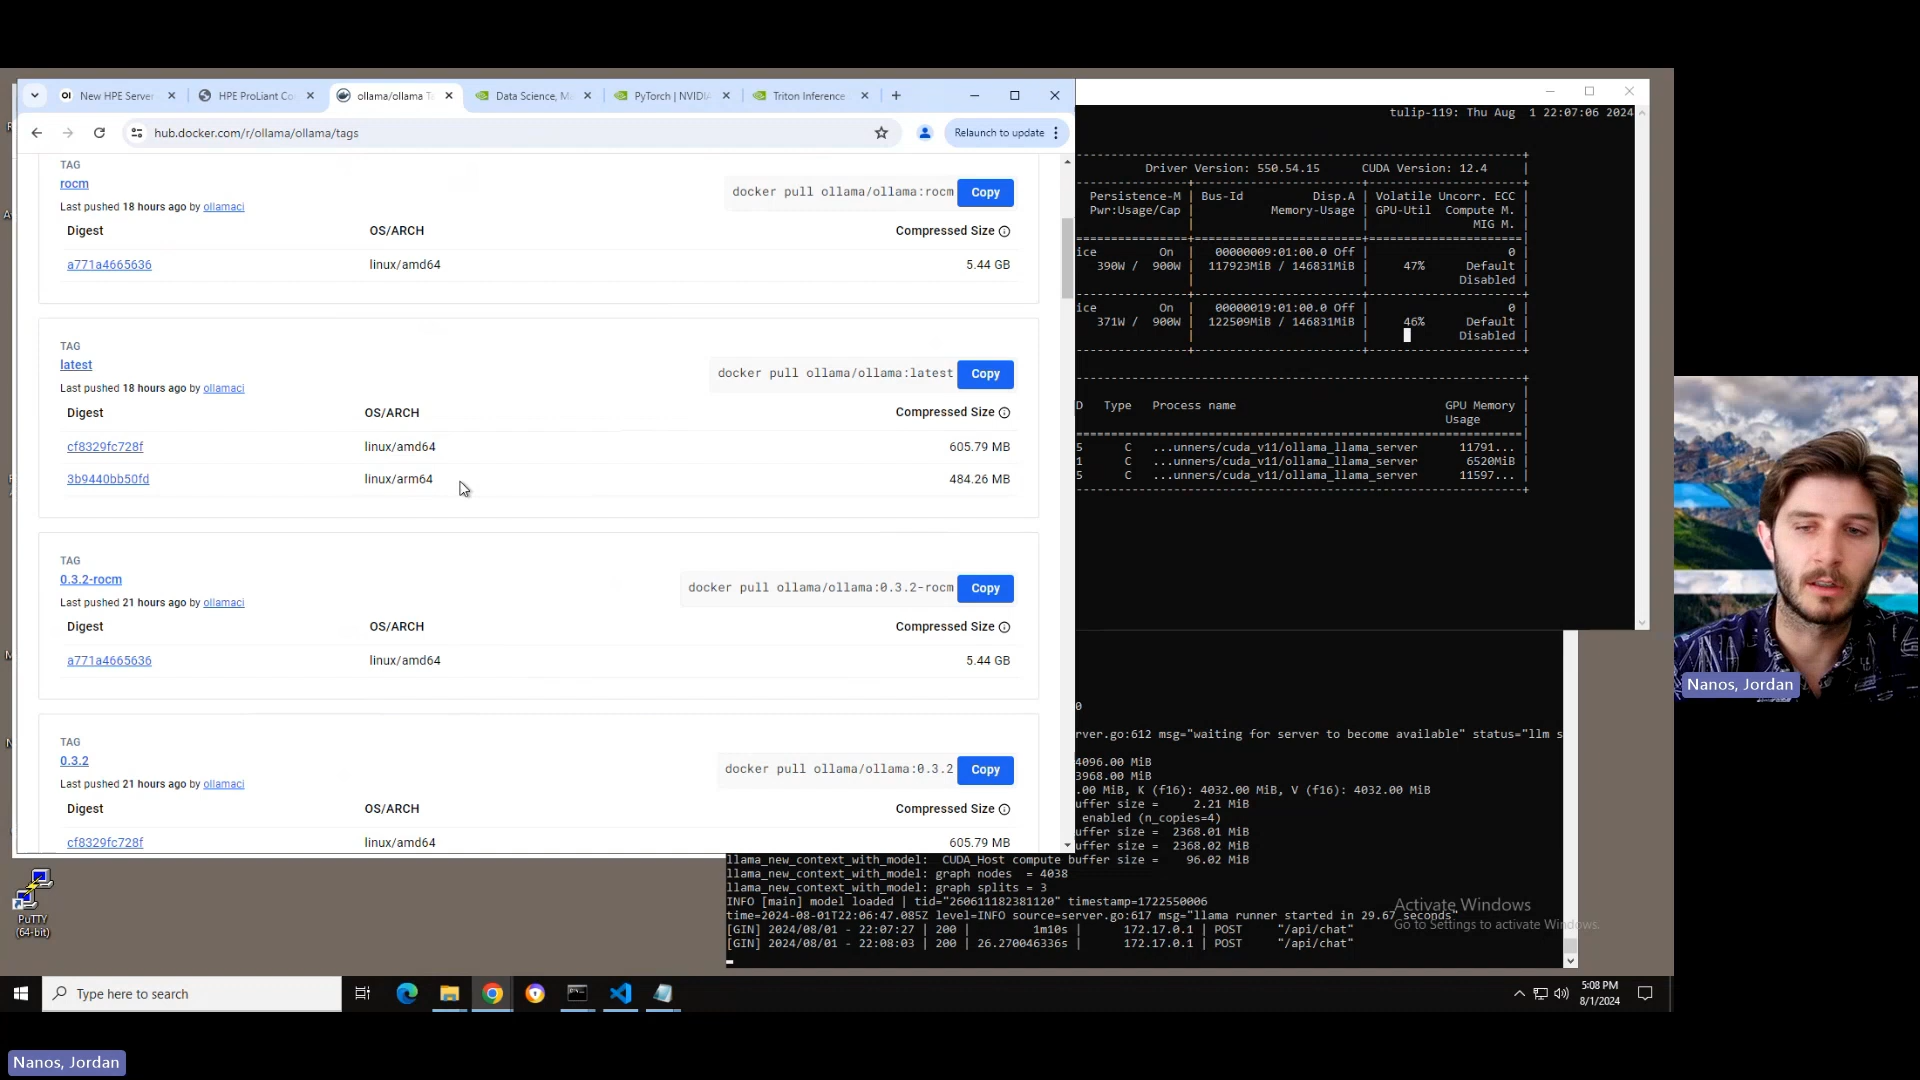 New HPE Server
HPE ProLiant Co
ollama/ollama Ta
Data Science, M
PyTorch | NVIDIA
Triton Inference
hub.docker.com/r/ollama/ollama/tags
Relaunch to update
TAG
rocm
docker pull ollama/ollama:rocm
Copy
Last pushed 18 hours ago by ollamaci
Digest OS/ARCH Compressed Size
a771a4665636 linux/amd64 5.44 GB
TAG
latest
docker pull ollama/ollama:latest
Copy
Last pushed 18 hours ago by ollamaci
Digest OS/ARCH Compressed Size
cf8329fc728f linux/amd64 605.79 MB
3b9440bb50fd linux/arm64 484.26 MB
TAG
0.3.2-rocm
docker pull ollama/ollama:0.3.2-rocm
Copy
Last pushed 21 hours ago by ollamaci
Digest OS/ARCH Compressed Size
a771a4665636 linux/amd64 5.44 GB
TAG
0.3.2
docker pull ollama/ollama:0.3.2
Copy
Last pushed 21 hours ago by ollamaci
Digest OS/ARCH Compressed Size
cf8329fc728f linux/amd64 605.79 MB
tulip-119: Thu Aug 1 22:07:06 2024
Driver Version: 550.54.15 CUDA Version: 12.4
Persistence-M | Bus-Id Disp.A | Volatile Uncorr. ECC
Pwr:Usage/Cap | Memory-Usage | GPU-Util Compute M.
MIG M.
ice On | 00000009:01:00.0 Off | 0
390W / 900W | 117923MiB / 146831MiB | 47% Default
Disabled
ice On | 00000019:01:00.0 Off | 0
371W / 900W | 122509MiB / 146831MiB | 46% Default
Disabled
D Type Process name GPU Memory
Usage
5 C ...unners/cuda_v11/ollama_llama_server 11791...
1 C ...unners/cuda_v11/ollama_llama_server 6520MiB
5 C ...unners/cuda_v11/ollama_llama_server 11597...
0
rver.go:612 msg="waiting for server to become available" status="llm s
4096.00 MiB
3968.00 MiB
.00 MiB, K (f16): 4032.00 MiB, V (f16): 4032.00 MiB
uffer size = 2.21 MiB
enabled (n_copies=4)
uffer size = 2368.01 MiB
uffer size = 2368.02 MiB
llama_new_context_with_model: CUDA_Host compute buffer size = 96.02 MiB
llama_new_context_with_model: graph nodes = 4038
llama_new_context_with_model: graph splits = 3
INFO [main] model loaded | tid="260611182381120" timestamp=1722550006
time=2024-08-01T22:06:47.085Z level=INFO source=server.go:617 msg="llama runner started in 29.67 seconds"
[GIN] 2024/08/01 - 22:07:27 | 200 | 1m10s | 172.17.0.1 | POST "/api/chat"
[GIN] 2024/08/01 - 22:08:03 | 200 | 26.270046336s | 172.17.0.1 | POST "/api/chat"
Activate Windows
Go to Settings to activate Windows.
PuTTY
(64-bit)
Type here to search
5:08 PM
8/1/2024
Nanos, Jordan
Nanos, Jordan